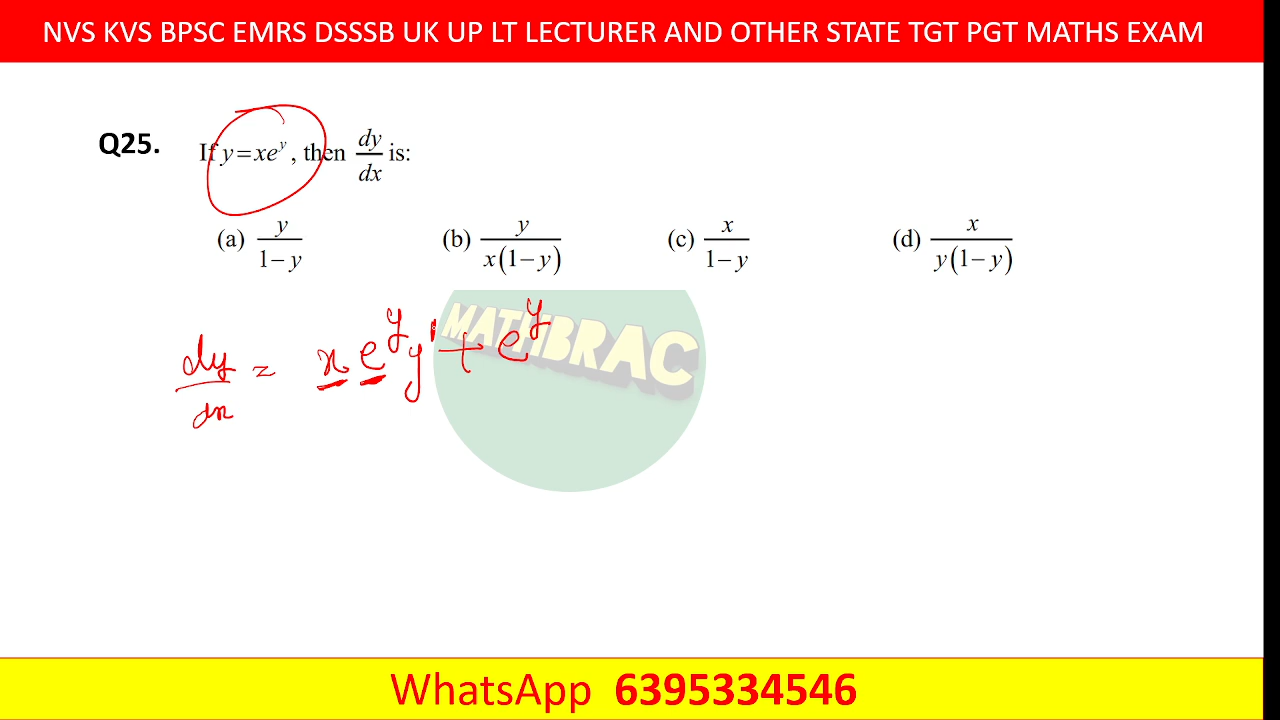 NVS KVS BPSC EMRS DSSSB UK UP LT LECTURER AND OTHER STATE TGT PGT MATHS EXAM
Q25. If y=xe^y, then dy/dx is:
(a) y/(1−y) (b) y/(x(1−y)) (c) x/(1−y) (d) x/(y(1−y))
MATHBRAC
dy/dx = x e^y y' + e^y
WhatsApp 6395334546